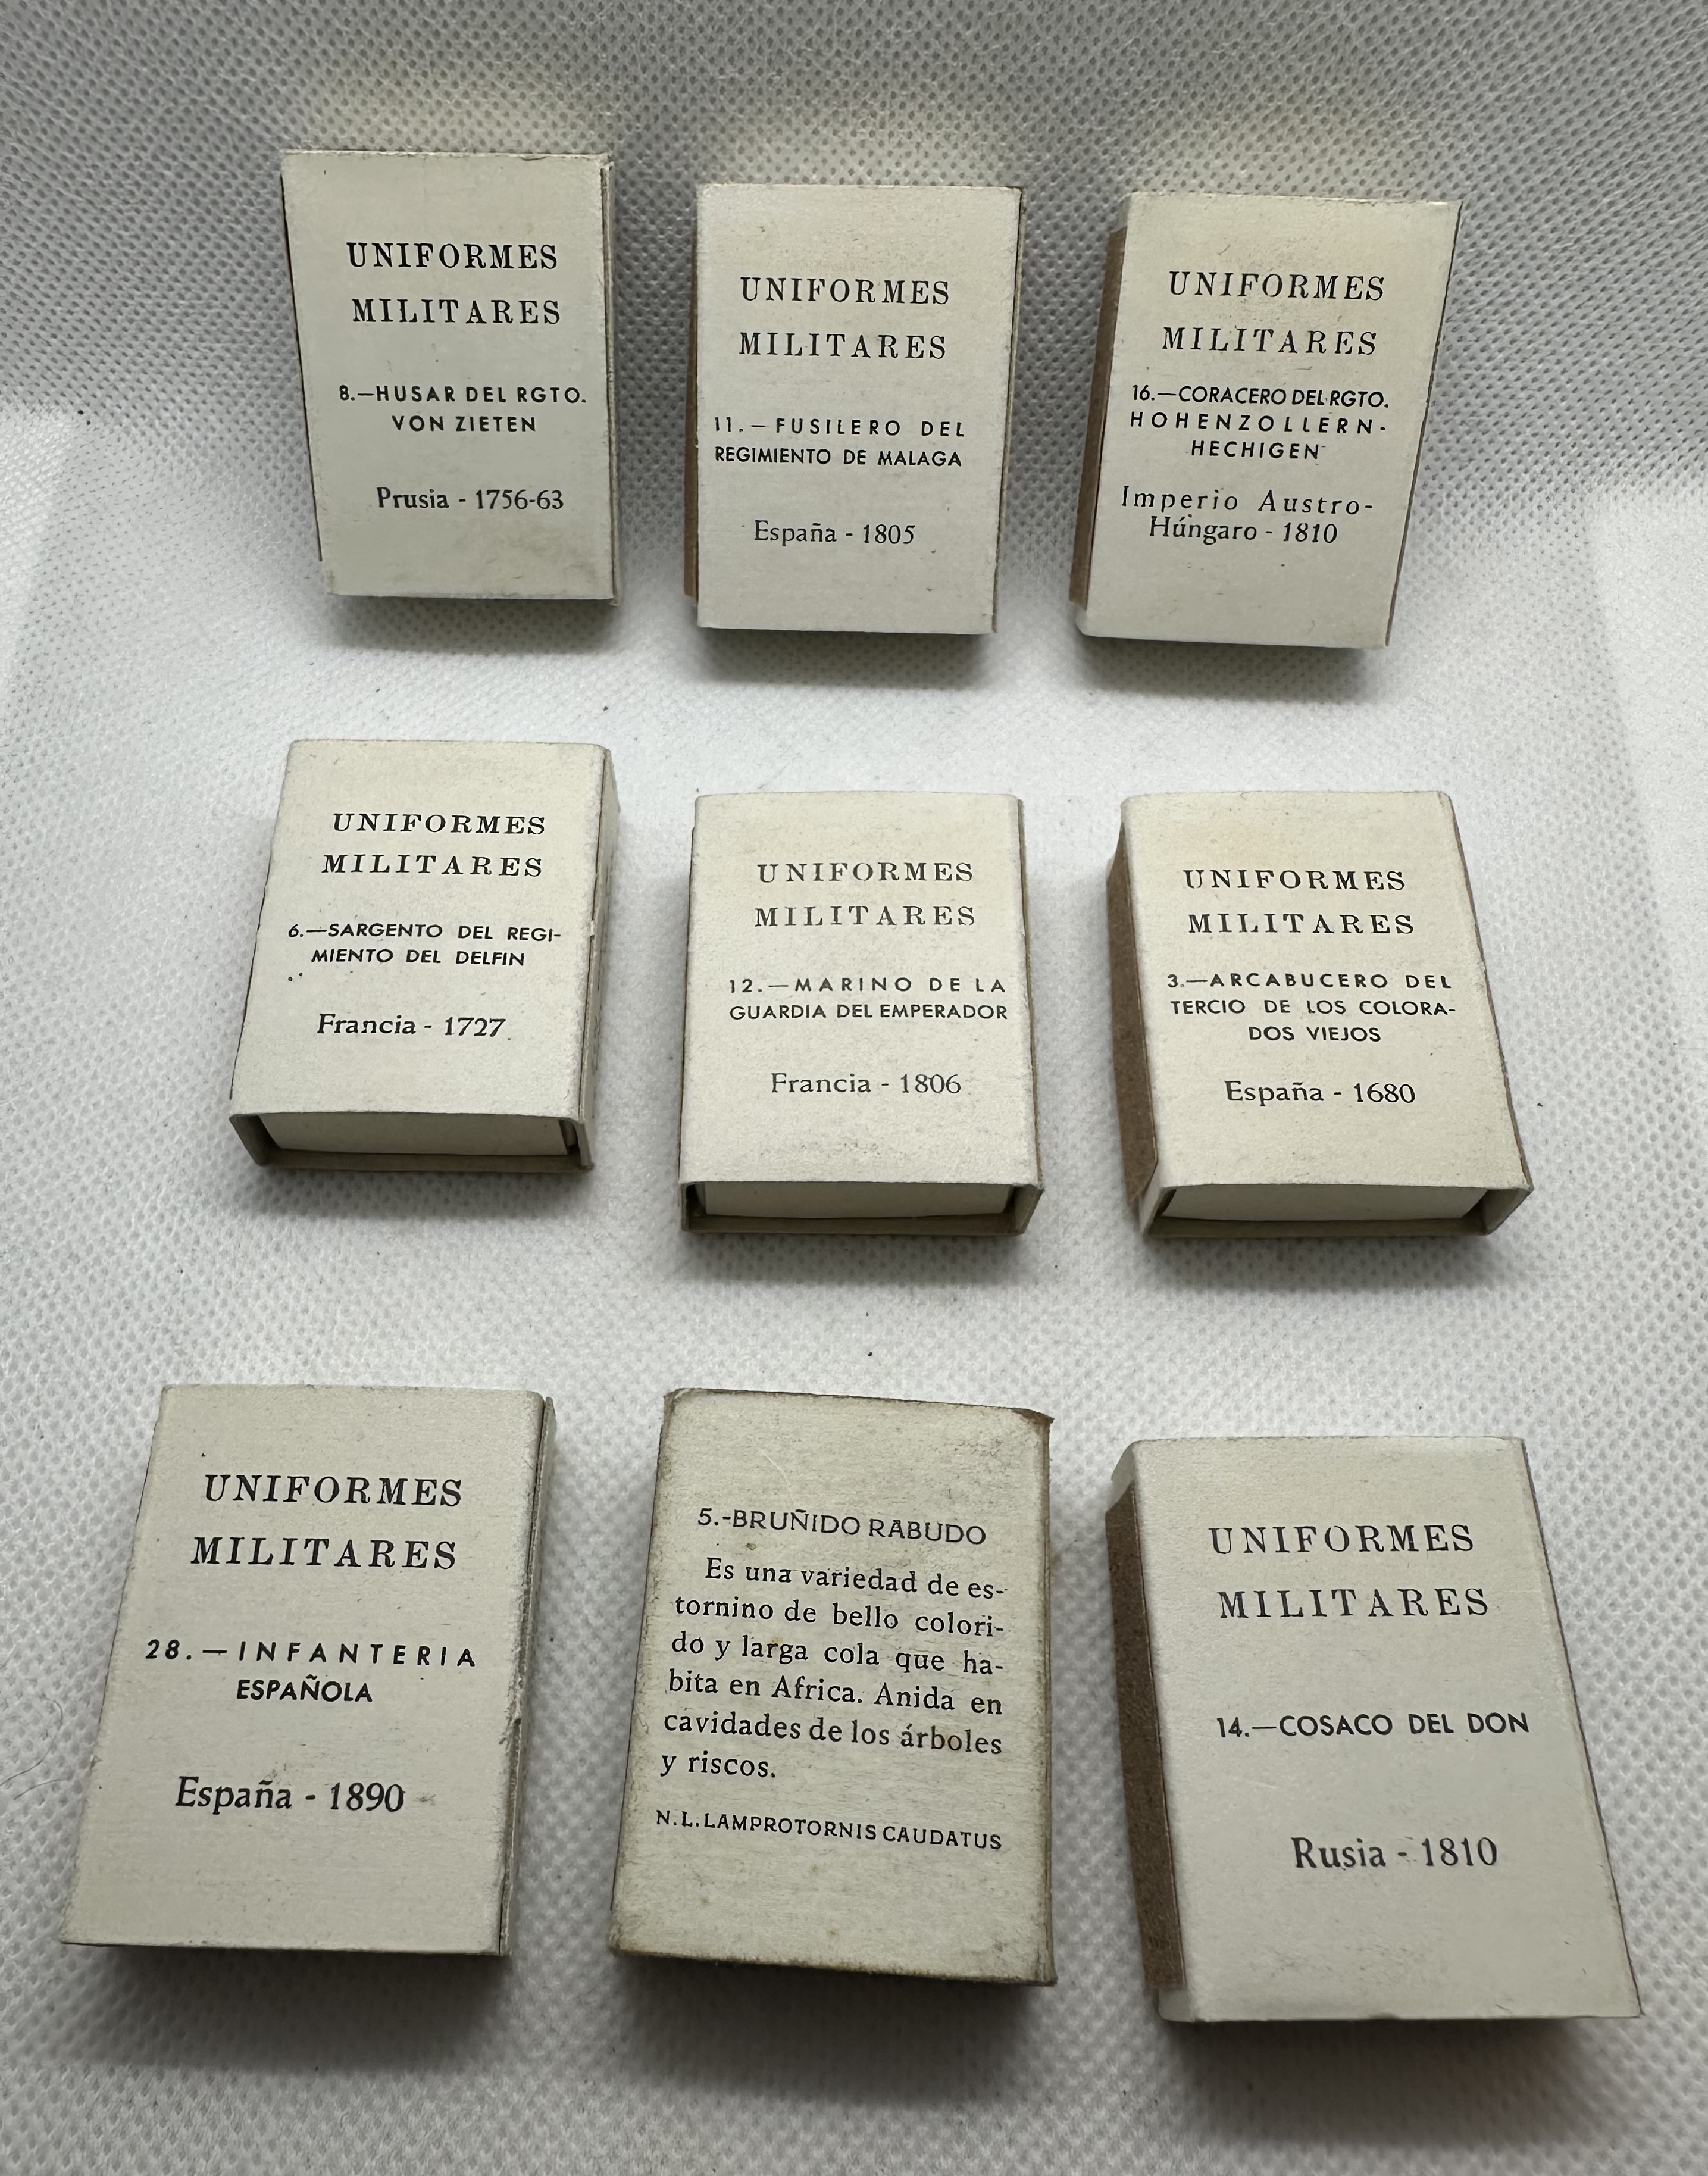 UNIFORMES
MILITARES
8.—HUSAR DEL RGTO.
VON ZIETEN
Prusia - 1756-63
UNIFORMES
MILITARES
11.—FUSILERO DEL
REGIMIENTO DE MALAGA
España - 1805
UNIFORMES
MILITARES
16.—CORACERO DEL RGTO.
HOHENZOLLERN-
HECHIGEN
Imperio Austro-
Húngaro - 1810
UNIFORMES
MILITARES
6.—SARGENTO DEL REGI-
MIENTO DEL DELFIN
Francia - 1727
UNIFORMES
MILITARES
12.—MARINO DE LA
GUARDIA DEL EMPERADOR
Francia - 1806
UNIFORMES
MILITARES
3.—ARCABUCERO DEL
TERCIO DE LOS COLORA-
DOS VIEJOS
España - 1680
UNIFORMES
MILITARES
28.—INFANTERIA
ESPAÑOLA
España - 1890
5.-BRUÑIDO RABUDO
Es una variedad de es-
tornino de bello colori-
do y larga cola que ha-
bita en Africa. Anida en
cavidades de los árboles
y riscos.
N.L. LAMPROTORNIS CAUDATUS
UNIFORMES
MILITARES
14.—COSACO DEL DON
Rusia - 1810